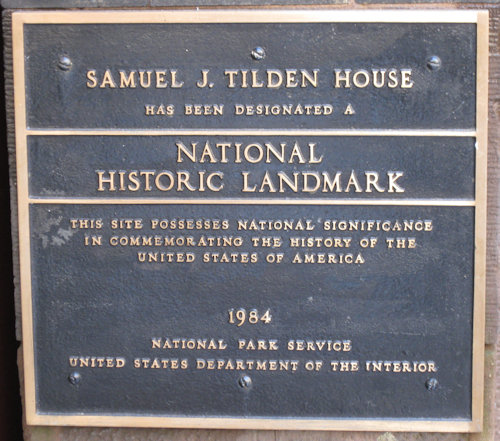 SAMUEL J. TILDEN HOUSE
HAS BEEN DESIGNATED A
NATIONAL
HISTORIC LANDMARK
THIS SITE POSSESSES NATIONAL SIGNIFICANCE
IN COMMEMORATING THE HISTORY OF THE
UNITED STATES OF AMERICA
1984
NATIONAL PARK SERVICE
UNITED STATES DEPARTMENT OF THE INTERIOR